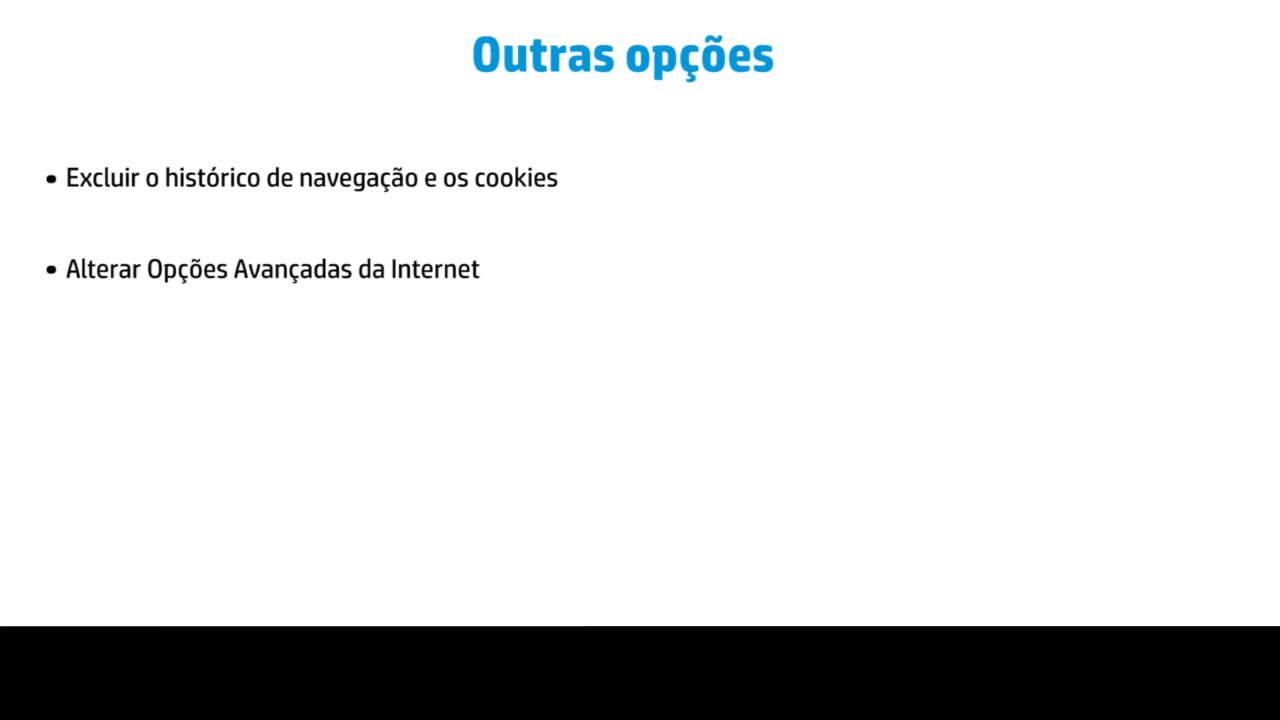 Outras opções
• Excluir o histórico de navegação e os cookies
• Alterar Opções Avançadas da Internet